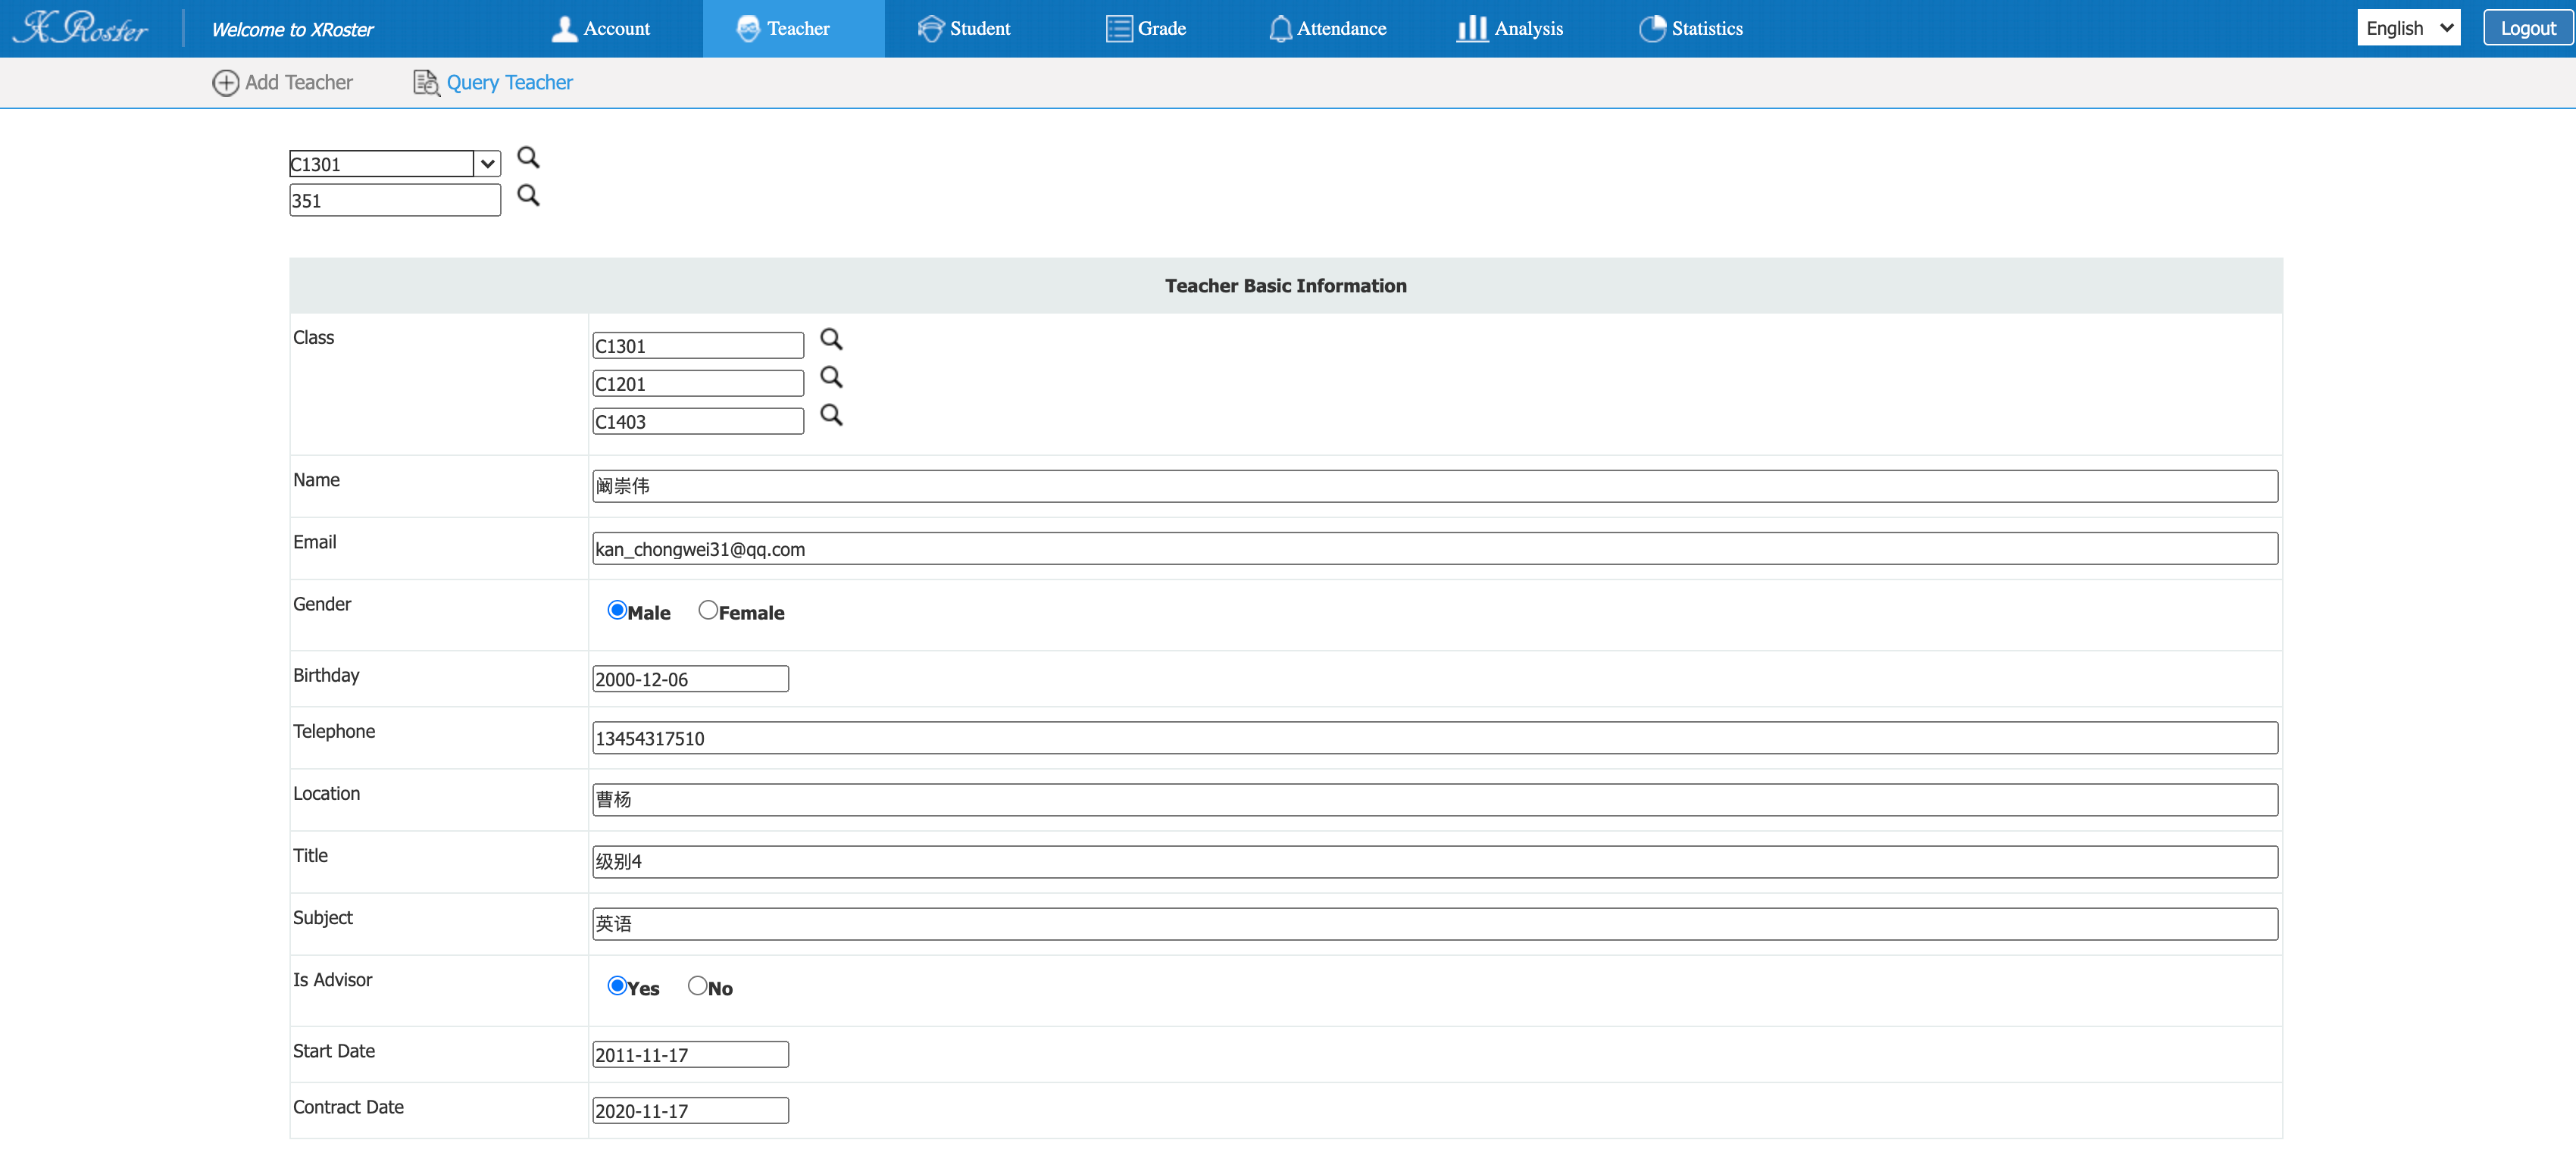 X Roster Welcome to XRoster Account Teacher Student Grade Attendance Analysis Statistics English Logout
Add Teacher Query Teacher
C1301
351
Teacher Basic Information
Class C1301
C1201
C1403
Name 阚崇伟
Email kan_chongwei31@qq.com
Gender Male Female
Birthday 2000-12-06
Telephone 13454317510
Location 曹杨
Title 级别4
Subject 英语
Is Advisor Yes No
Start Date 2011-11-17
Contract Date 2020-11-17